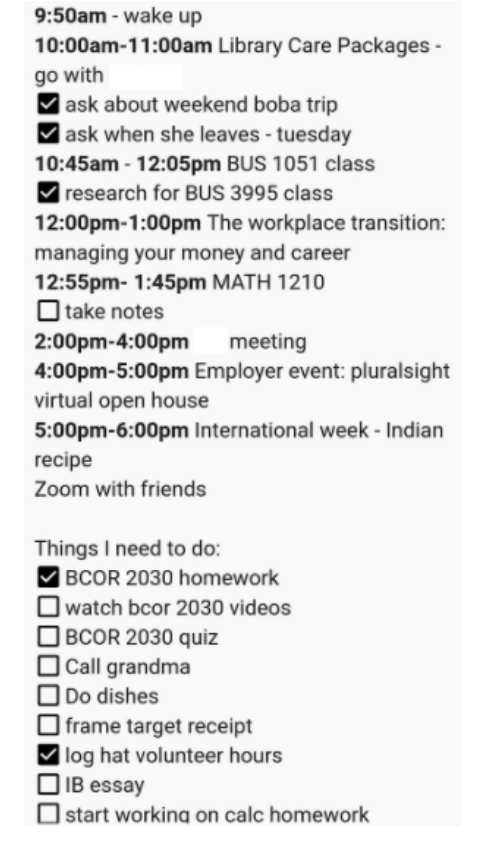 9:50am - wake up
10:00am-11:00am Library Care Packages -
go with
ask about weekend boba trip
ask when she leaves - tuesday
10:45am - 12:05pm BUS 1051 class
research for BUS 3995 class
12:00pm-1:00pm The workplace transition:
managing your money and career
12:55pm- 1:45pm MATH 1210
take notes
2:00pm-4:00pm meeting
4:00pm-5:00pm Employer event: pluralsight
virtual open house
5:00pm-6:00pm International week - Indian
recipe
Zoom with friends
Things I need to do:
BCOR 2030 homework
watch bcor 2030 videos
BCOR 2030 quiz
Call grandma
Do dishes
frame target receipt
log hat volunteer hours
IB essay
start working on calc homework